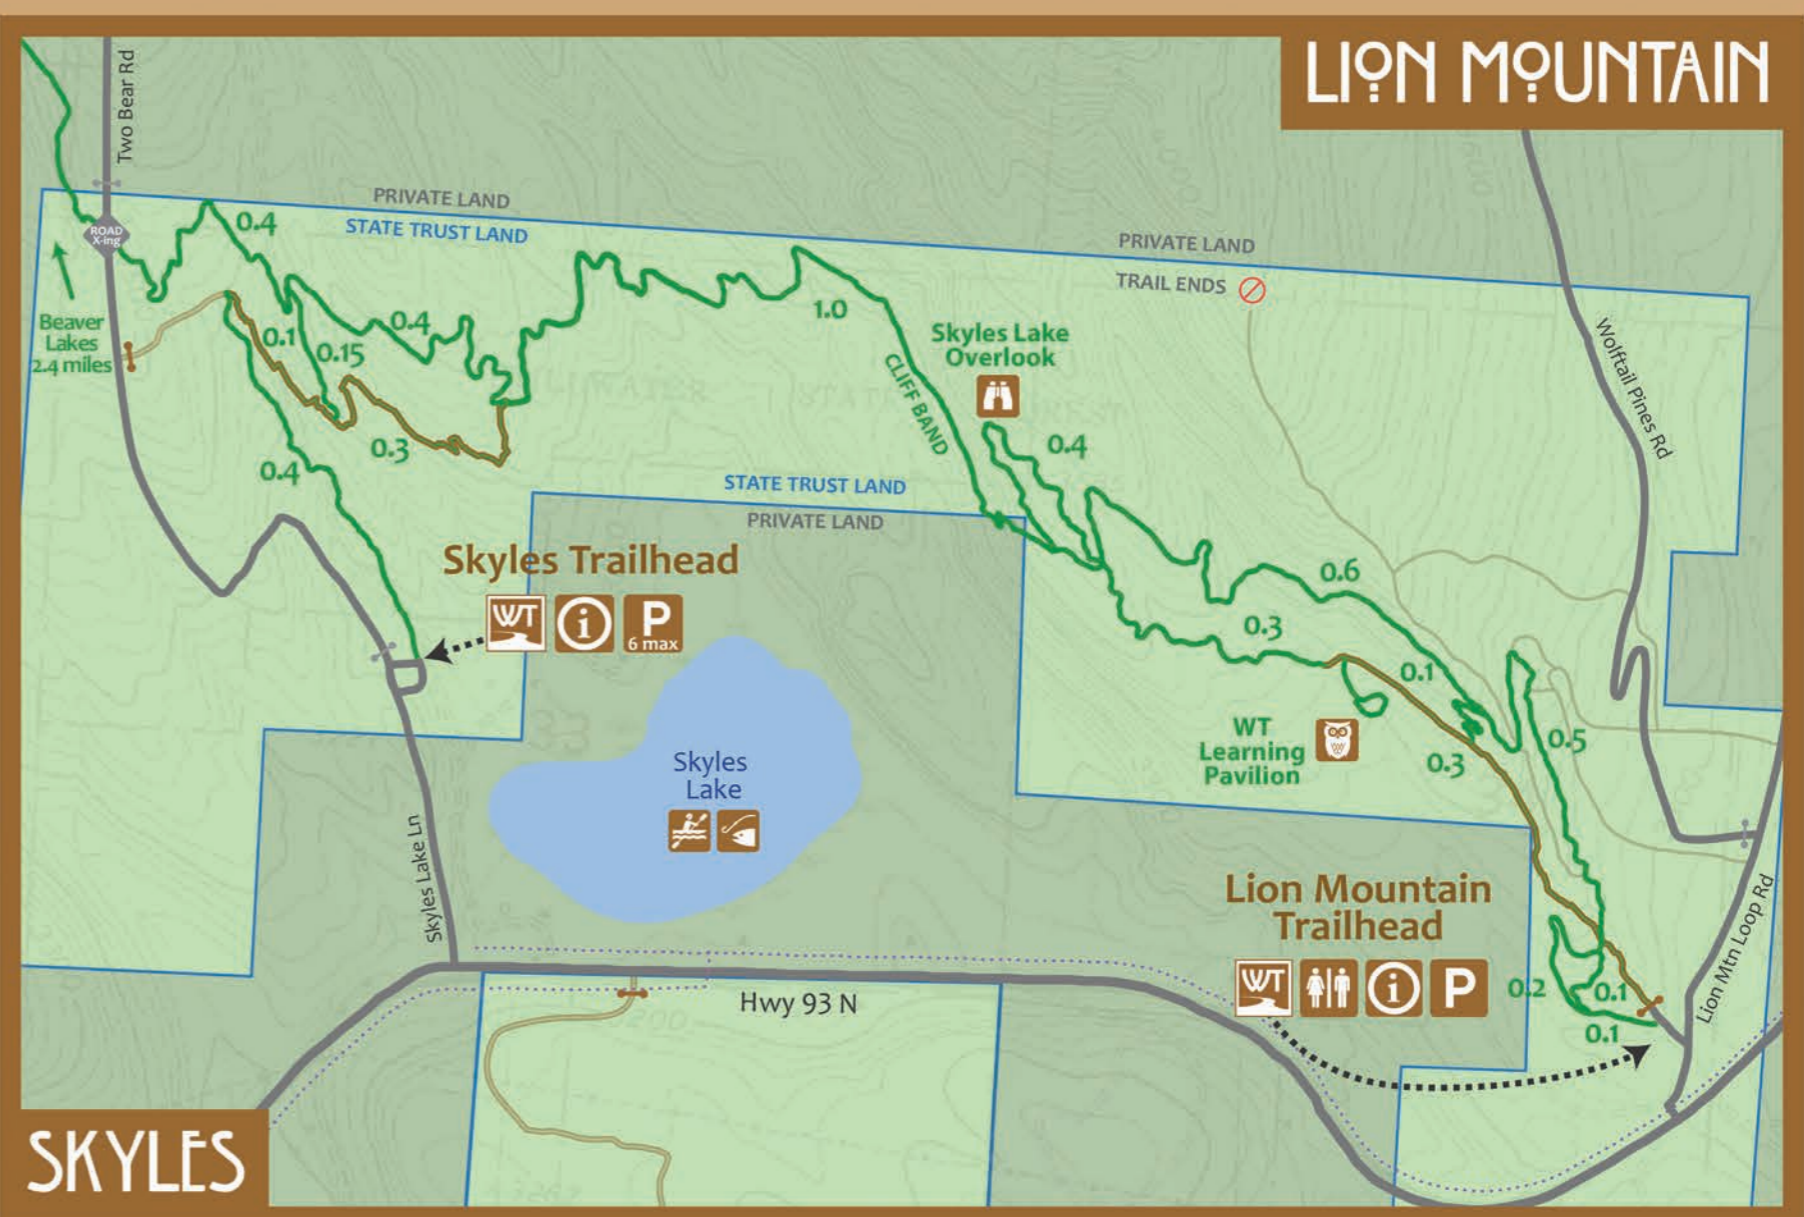 LION MOUNTAIN
Two Bear Rd
PRIVATE LAND
STATE TRUST LAND
ROAD
X-ing
0.4
PRIVATE LAND
TRAIL ENDS
Beaver
Lakes
2.4 miles
0.1
0.15
0.4
1.0
Skyles Lake
Overlook
CLIFF BAND
Wolftail Pines Rd
0.3
0.4
0.4
STATE TRUST LAND
PRIVATE LAND
Skyles Trailhead
WT
i
P
6 max
0.6
0.3
0.1
WT
Learning
Pavilion
0.3
0.5
Skyles
Lake
Skyles Lake Ln
Lion Mountain
Trailhead
WT
i
P
0.2
0.1
0.1
Lion Mtn Loop Rd
Hwy 93 N
SKYLES